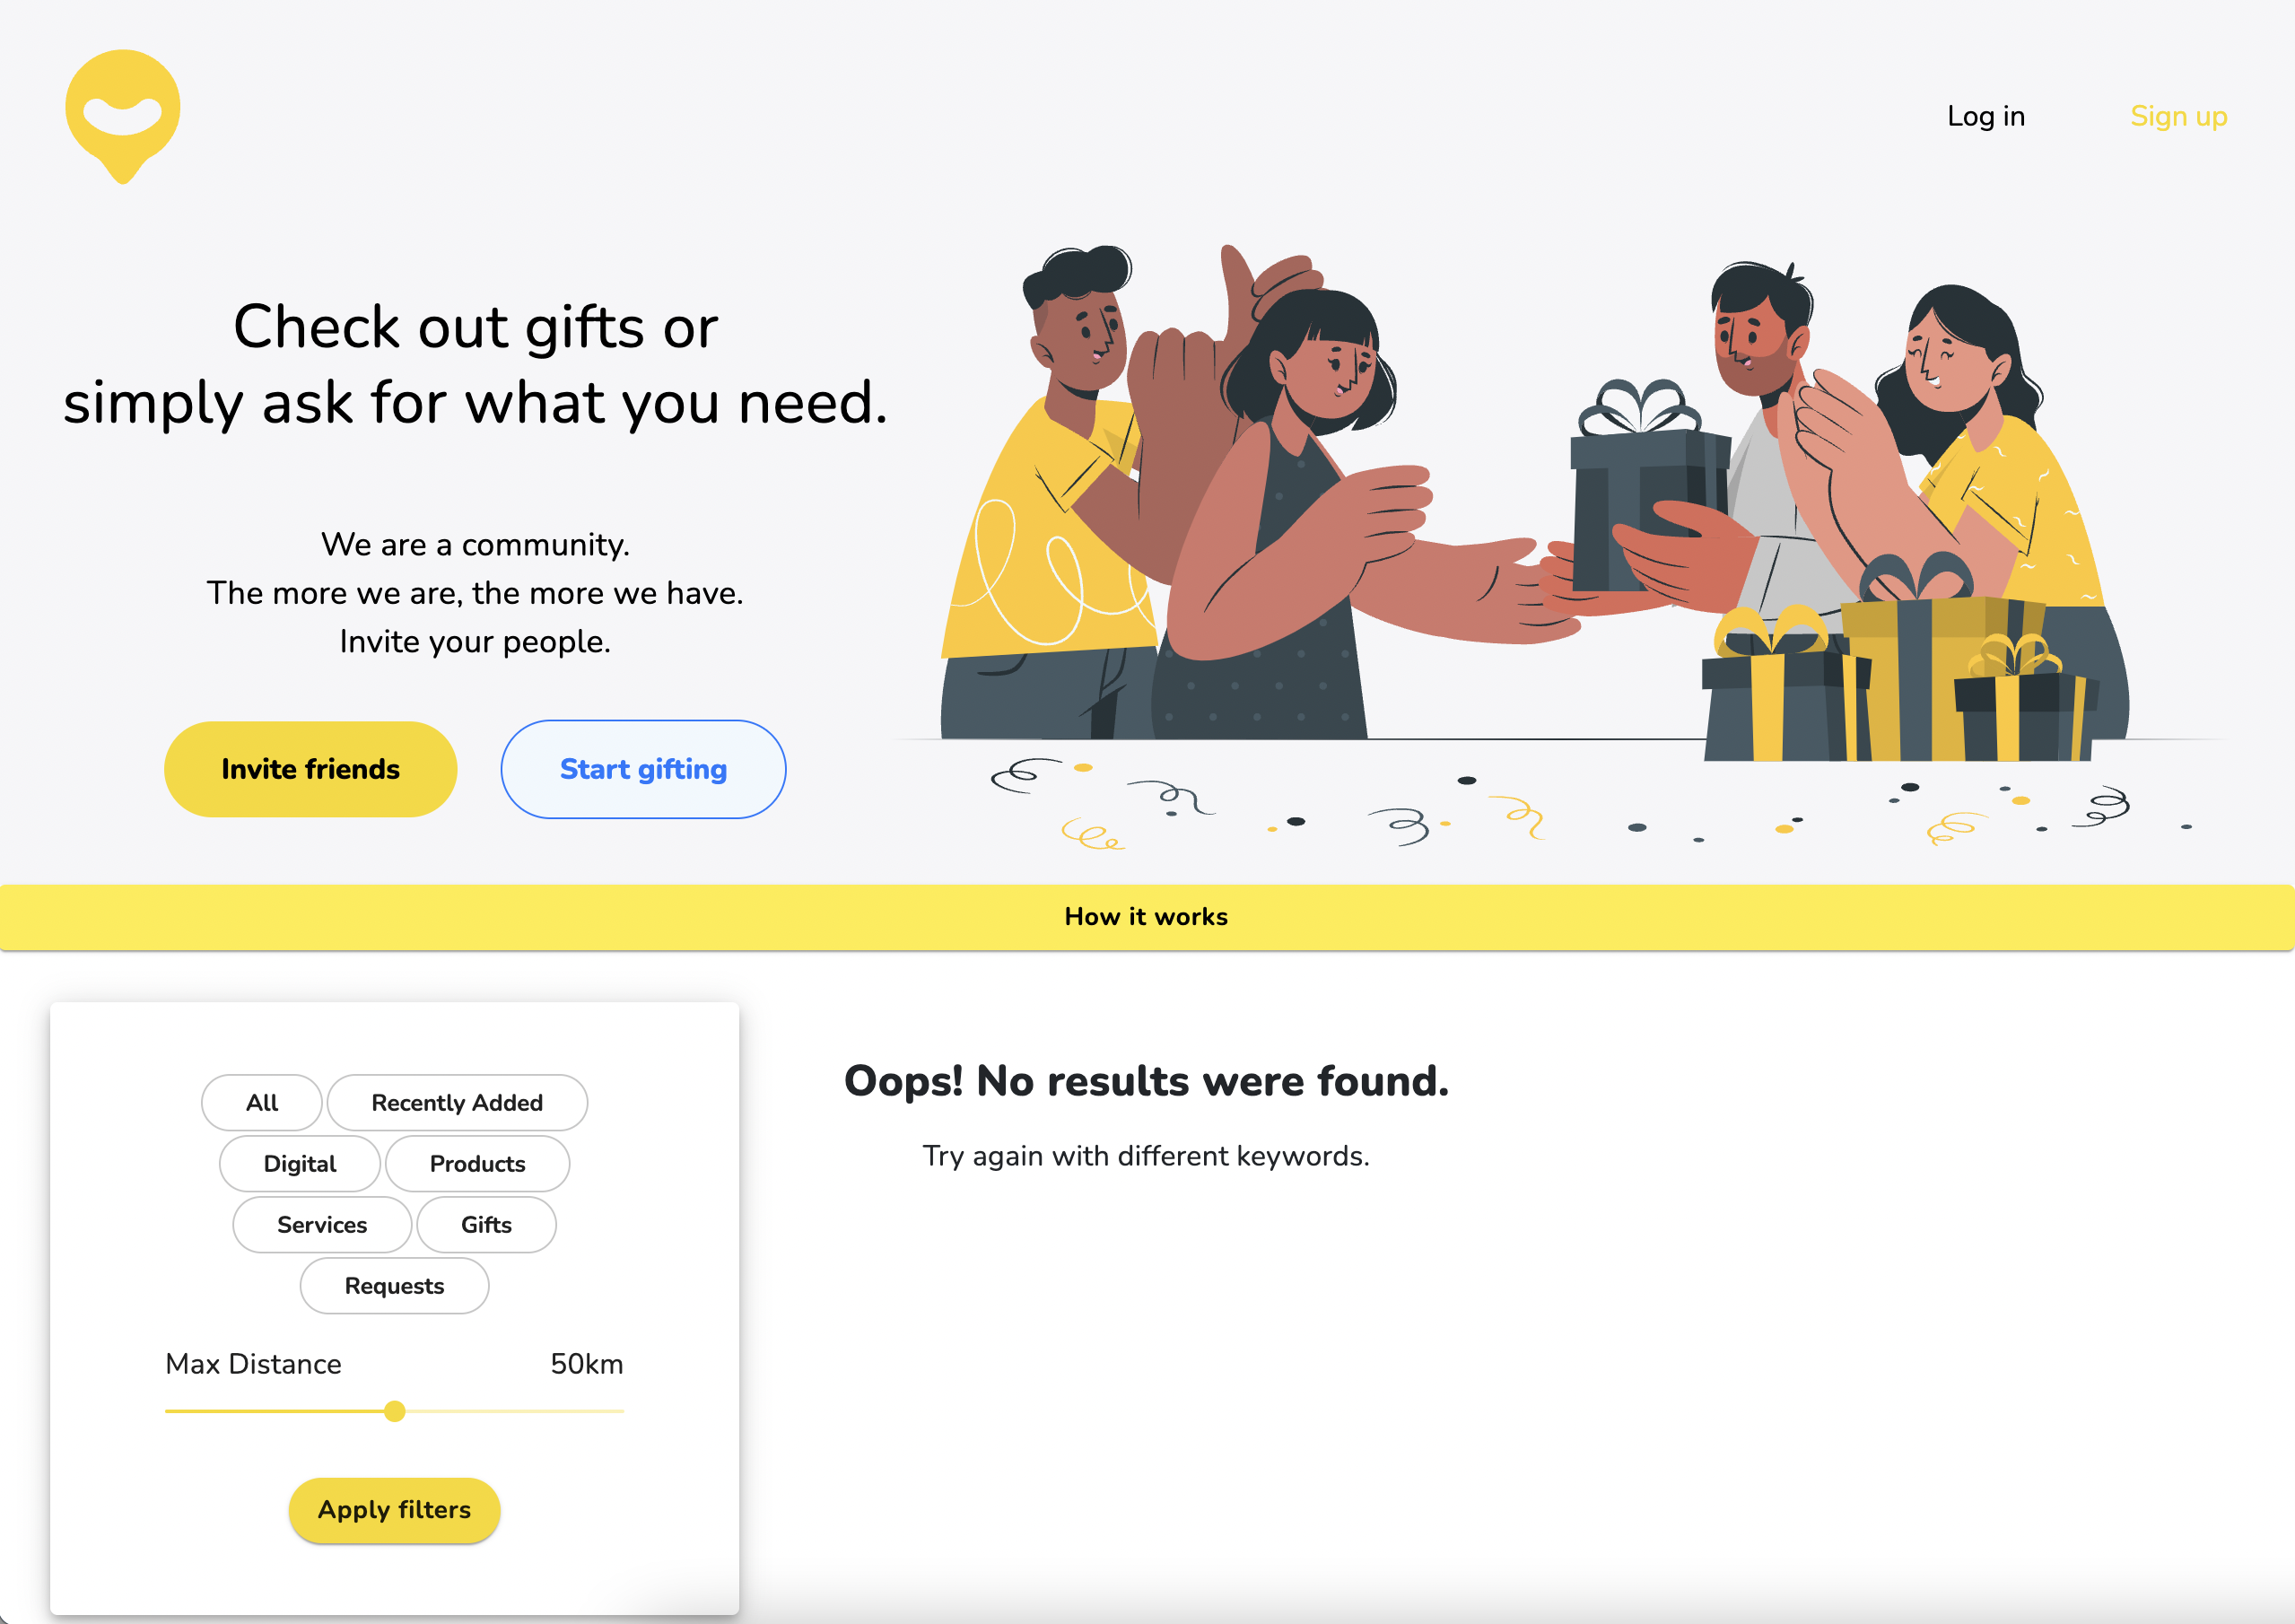 Log in
Sign up
Check out gifts or
simply ask for what you need.
We are a community.
The more we are, the more we have.
Invite your people.
Invite friends
Start gifting
How it works
All
Recently Added
Digital
Products
Services
Gifts
Requests
Max Distance
50km
Apply filters
Oops! No results were found.
Try again with different keywords.